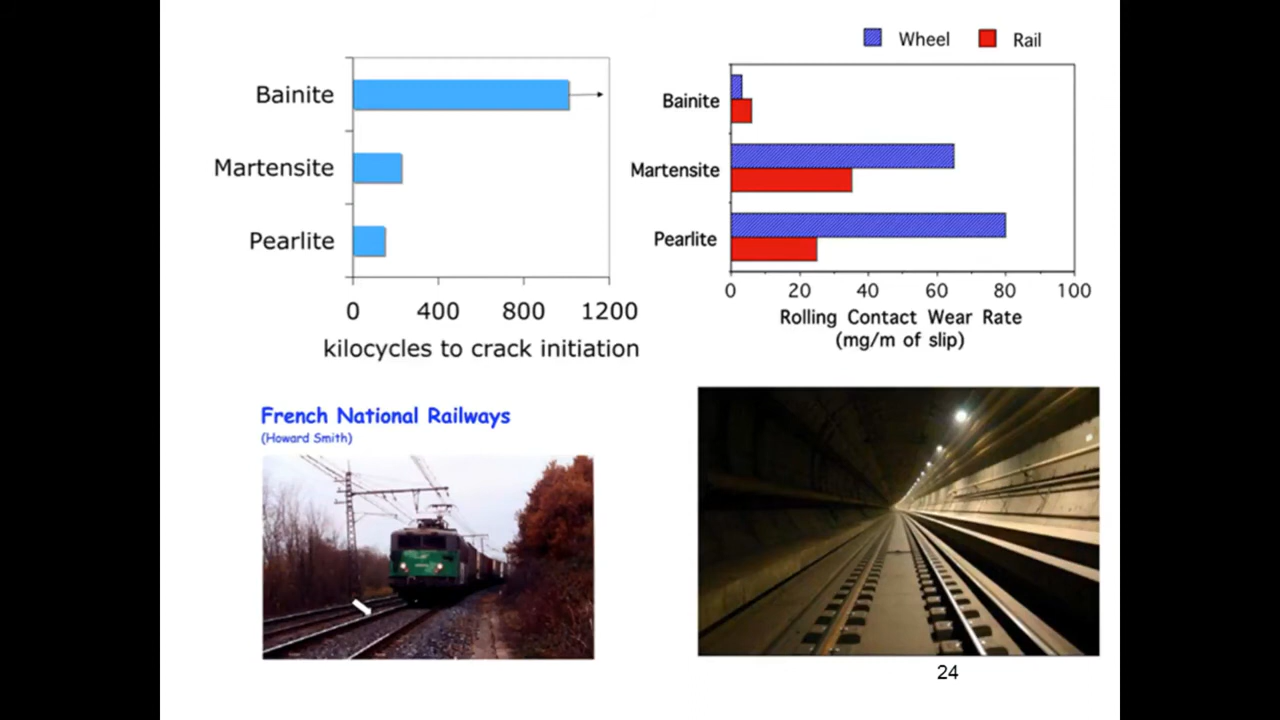 Bainite
Martensite
Pearlite
0 400 800 1200
kilocycles to crack initiation
Wheel Rail
Bainite
Martensite
Pearlite
0 20 40 60 80 100
Rolling Contact Wear Rate
(mg/m of slip)
French National Railways
(Howard Smith)
24